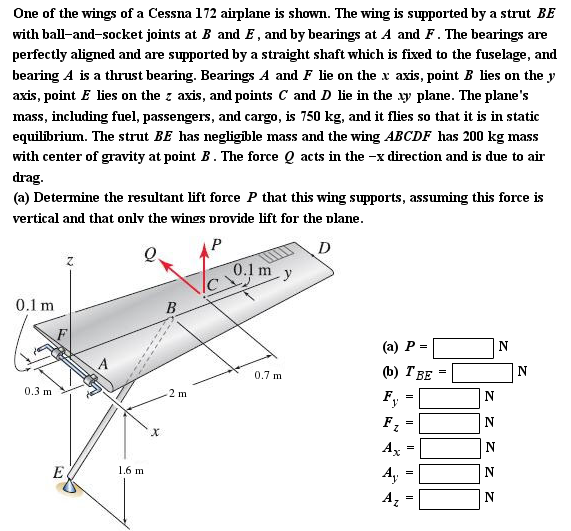 One of the wings of a Cessna 172 airplane is shown. The wing is supported by a strut BE
with ball-and-socket joints at B and E, and by bearings at A and F. The bearings are
perfectly aligned and are supported by a straight shaft which is fixed to the fuselage, and
bearing A is a thrust bearing. Bearings A and F lie on the x axis, point B lies on the y
axis, point E lies on the z axis, and points C and D lie in the xy plane. The plane's
mass, including fuel, passengers, and cargo, is 750 kg, and it flies so that it is in static
equilibrium. The strut BE has negligible mass and the wing ABCDF has 200 kg mass
with center of gravity at point B. The force Q acts in the -x direction and is due to air
drag.
(a) Determine the resultant lift force P that this wing supports, assuming this force is
vertical and that only the wings provide lift for the plane.
P
D
Q
z
0.1 m
y
C
0.1 m
B
F
A
0.7 m
0.3 m
2 m
x
E
1.6 m
(a) P = N
(b) T BE = N
Fy = N
Fz = N
Ax = N
Ay = N
Az = N